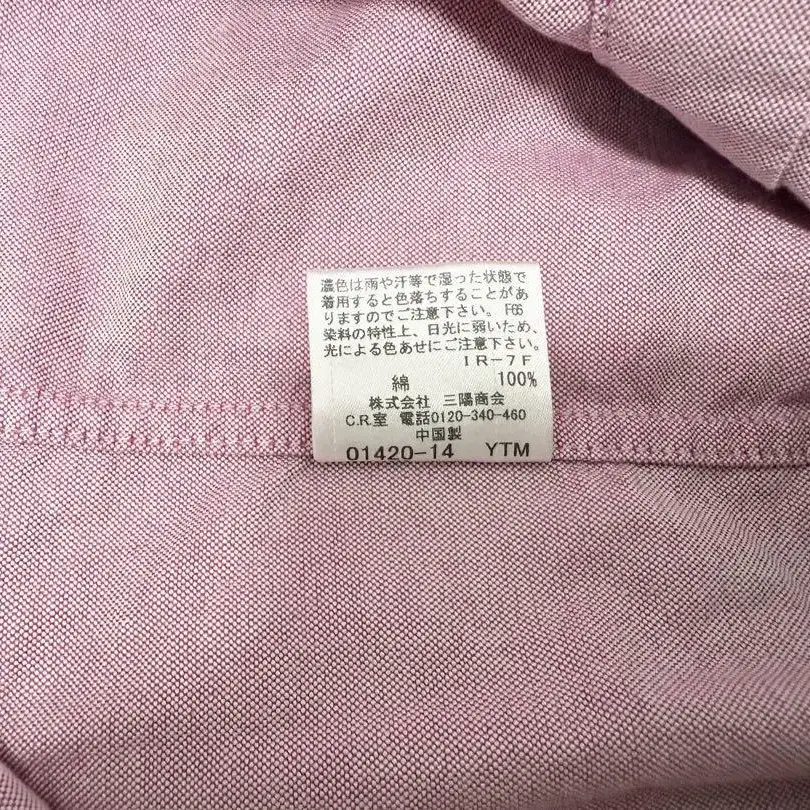 濃色は雨や汗等で湿った状態で
着用すると色落ちすることがあ
りますのでご注意下さい。 F66
染料の特性上、日光に弱いため、
光による色あせにご注意下さい。
IR-7F
綿 100%
株式会社 三陽商会
C.R.室 電話0120-340-460
中国製
01420-14 YTM